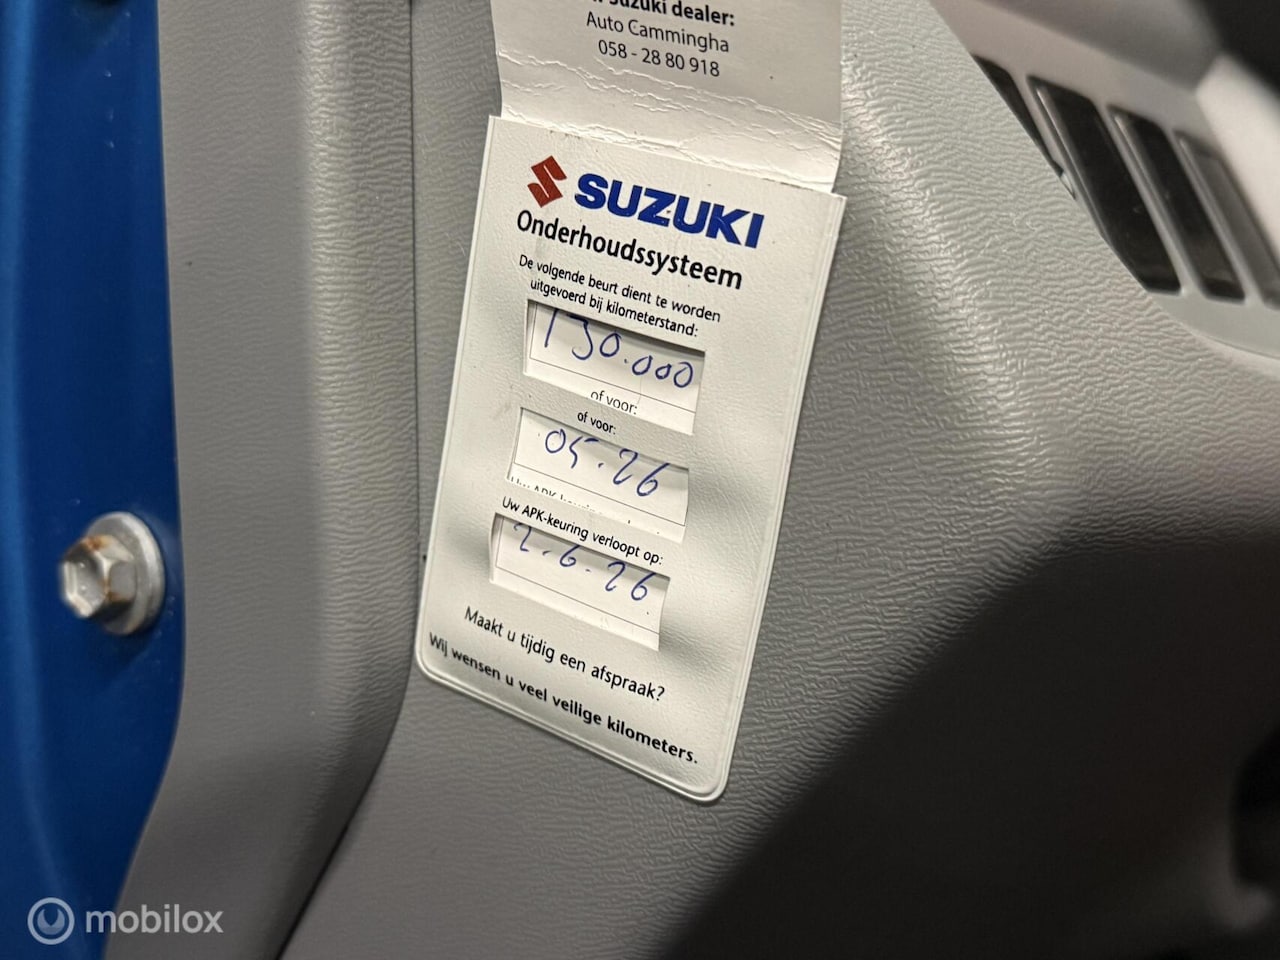 Suzuki dealer:
Auto Cammingha
058 - 28 80 918
SUZUKI
Onderhoudssysteem
De volgende beurt dient te worden
uitgevoerd bij kilometerstand:
130.000
of voor:
of voor:
05.26
Uw APK-keuring verloopt op:
2.6.26
Maakt u tijdig een afspraak?
Wij wensen u veel veilige kilometers.
mobilox